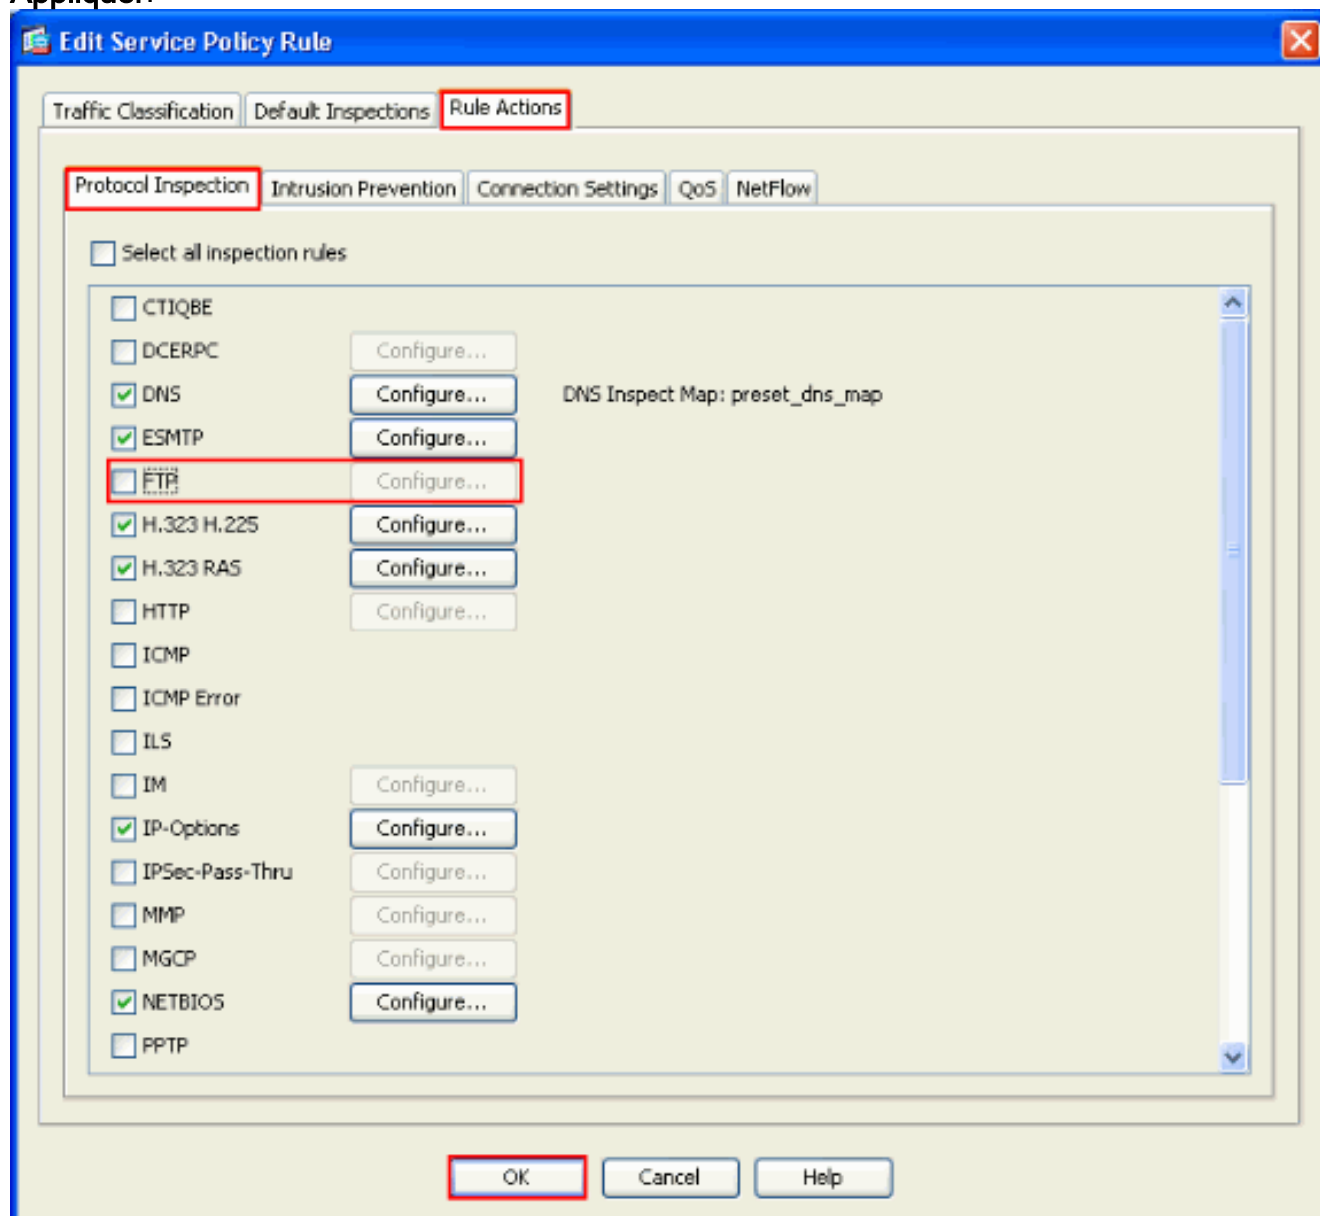 Appliquer.
Edit Service Policy Rule
Traffic Classification Default Inspections Rule Actions
Protocol Inspection Intrusion Prevention Connection Settings QoS NetFlow
Select all inspection rules
CTIQBE
DCERPC Configure...
DNS Configure... DNS Inspect Map: preset_dns_map
ESMTP Configure...
FTP Configure...
H.323 H.225 Configure...
H.323 RAS Configure...
HTTP Configure...
ICMP
ICMP Error
ILS
IM Configure...
IP-Options Configure...
IPSec-Pass-Thru Configure...
MMP Configure...
MGCP Configure...
NETBIOS Configure...
PPTP
OK Cancel Help